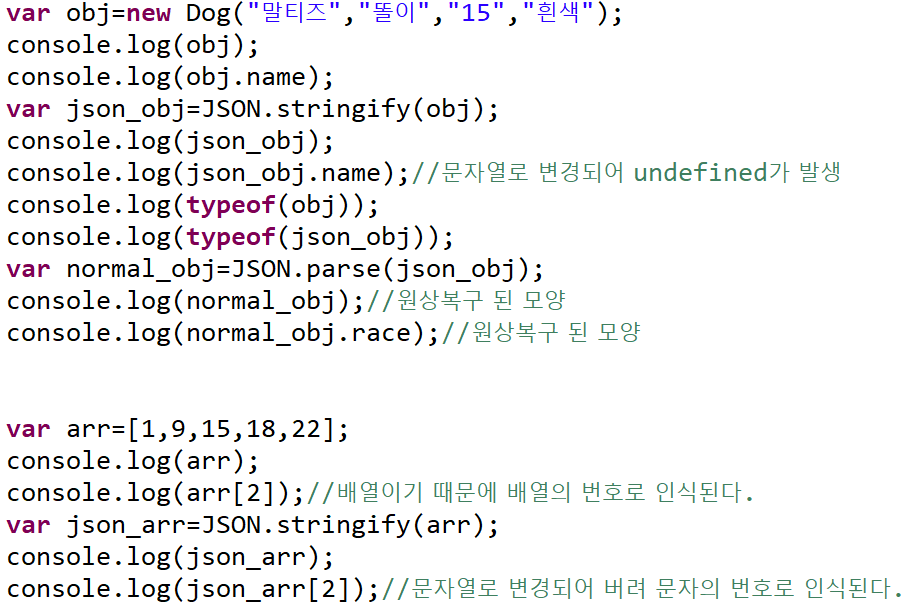 var obj=new Dog("말티즈","똘이","15","흰색");
console.log(obj);
console.log(obj.name);
var json_obj=JSON.stringify(obj);
console.log(json_obj);
console.log(json_obj.name);//문자열로 변경되어 undefined가 발생
console.log(typeof(obj));
console.log(typeof(json_obj));
var normal_obj=JSON.parse(json_obj);
console.log(normal_obj);//원상복구 된 모양
console.log(normal_obj.race);//원상복구 된 모양
var arr=[1,9,15,18,22];
console.log(arr);
console.log(arr[2]);//배열이기 때문에 배열의 번호로 인식된다.
var json_arr=JSON.stringify(arr);
console.log(json_arr);
console.log(json_arr[2]);//문자열로 변경되어 버려 문자의 번호로 인식된다.